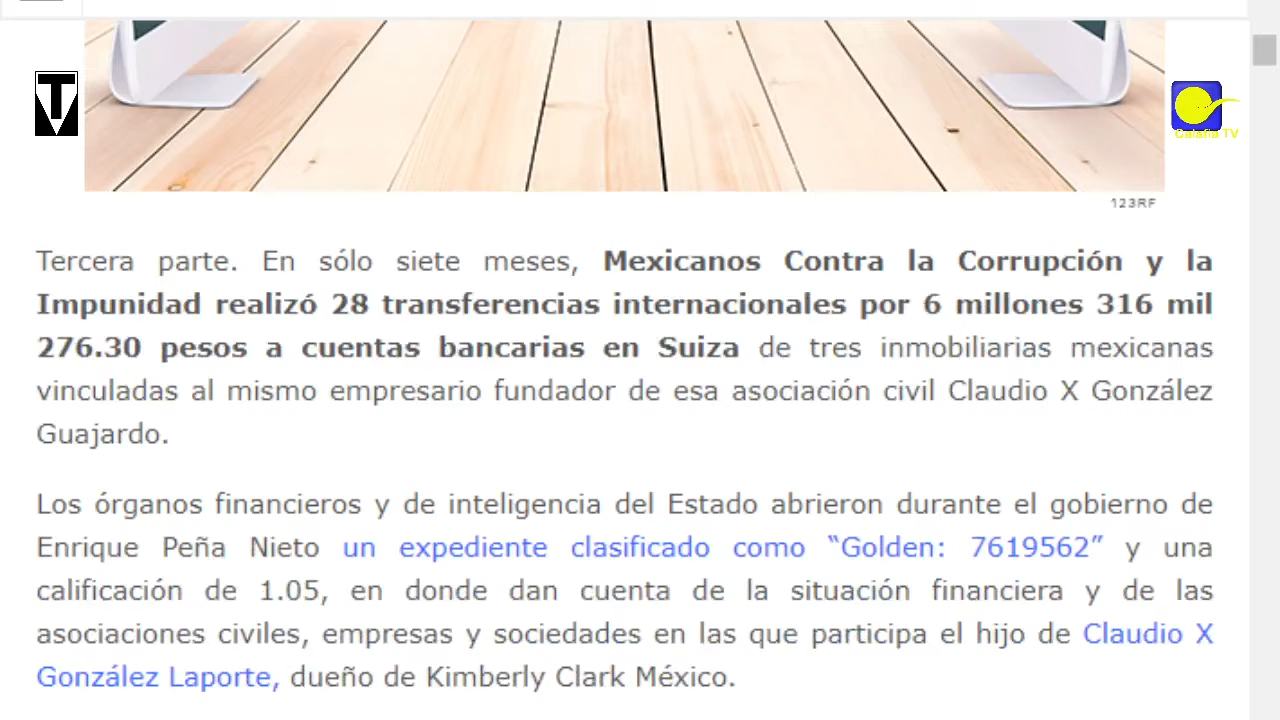 T
Calafia TV
123RF
Tercera parte. En sólo siete meses, Mexicanos Contra la Corrupción y la
Impunidad realizó 28 transferencias internacionales por 6 millones 316 mil
276.30 pesos a cuentas bancarias en Suiza de tres inmobiliarias mexicanas
vinculadas al mismo empresario fundador de esa asociación civil Claudio X González
Guajardo.
Los órganos financieros y de inteligencia del Estado abrieron durante el gobierno de
Enrique Peña Nieto un expediente clasificado como “Golden: 7619562” y una
calificación de 1.05, en donde dan cuenta de la situación financiera y de las
asociaciones civiles, empresas y sociedades en las que participa el hijo de Claudio X
González Laporte, dueño de Kimberly Clark México.